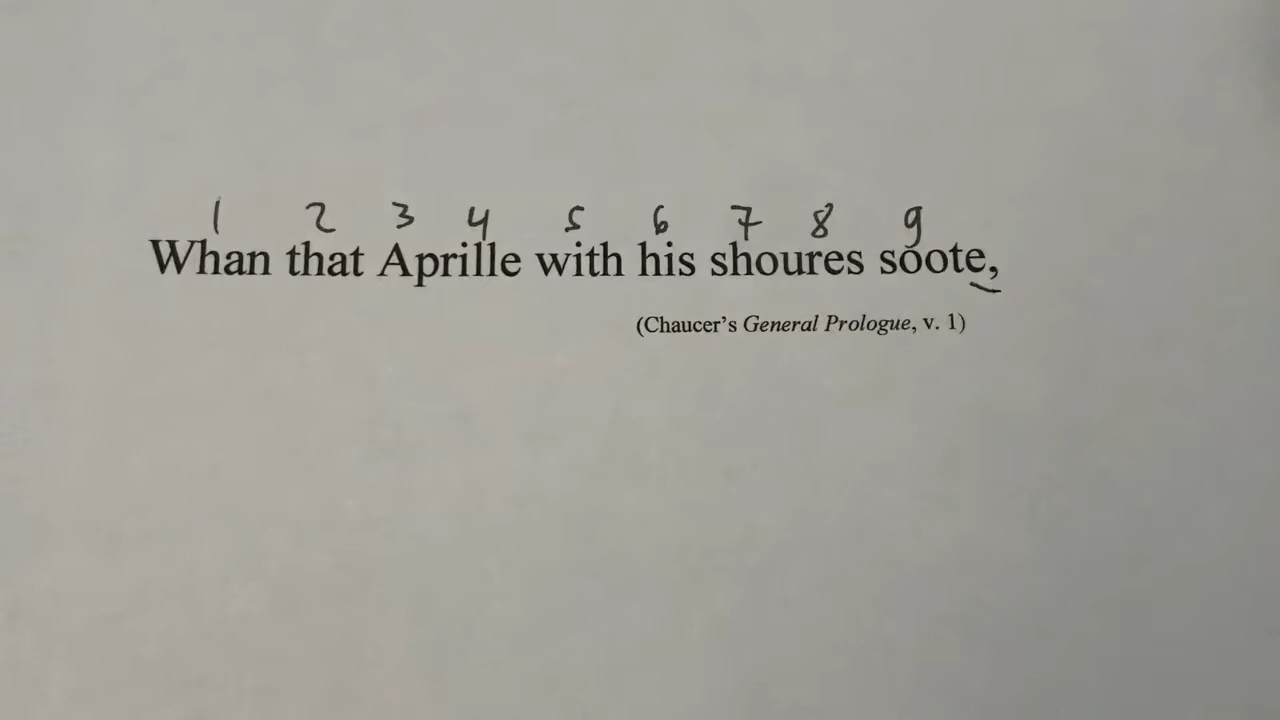 1 2 3 4 5 6 7 8 9
Whan that Aprille with his shoures soote,
(Chaucer’s General Prologue, v. 1)